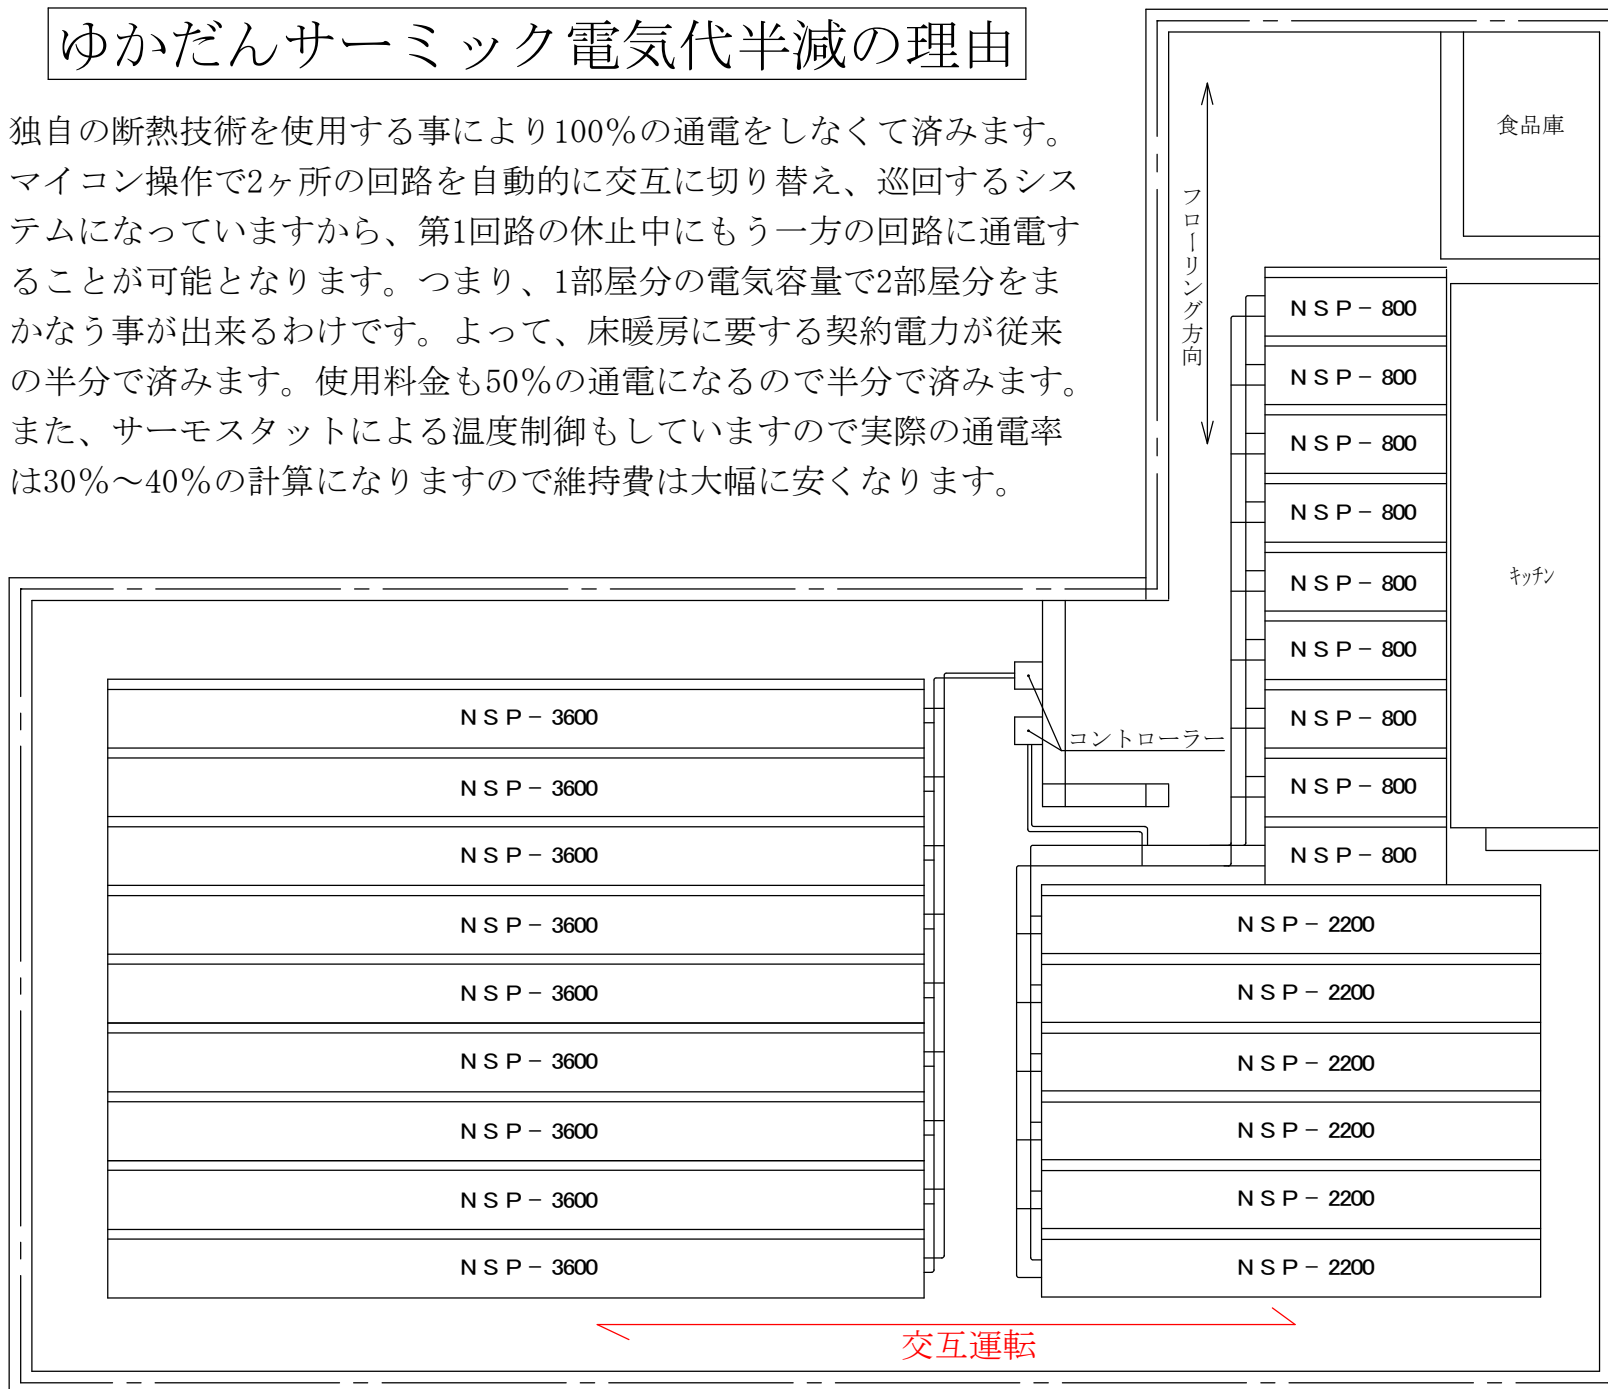 ゆかだんサーミック電気代半減の理由
独自の断熱技術を使用する事により100%の通電をしなくて済みます。
マイコン操作で2ヶ所の回路を自動的に交互に切り替え、巡回するシス
テムになっていますから、第1回路の休止中にもう一方の回路に通電す
ることが可能となります。つまり、1部屋分の電気容量で2部屋分をま
かなう事が出来るわけです。よって、床暖房に要する契約電力が従来
の半分で済みます。使用料金も50%の通電になるので半分で済みます。
また、サーモスタットによる温度制御もしていますので実際の通電率
は30%～40%の計算になりますので維持費は大幅に安くなります。
食品庫
フローリング方向
キッチン
NSP-800
NSP-800
NSP-800
NSP-800
NSP-800
NSP-800
NSP-800
NSP-800
NSP-800
コントローラー
NSP-3600
NSP-3600
NSP-3600
NSP-3600
NSP-3600
NSP-3600
NSP-3600
NSP-3600
NSP-3600
NSP-2200
NSP-2200
NSP-2200
NSP-2200
NSP-2200
NSP-2200
交互運転